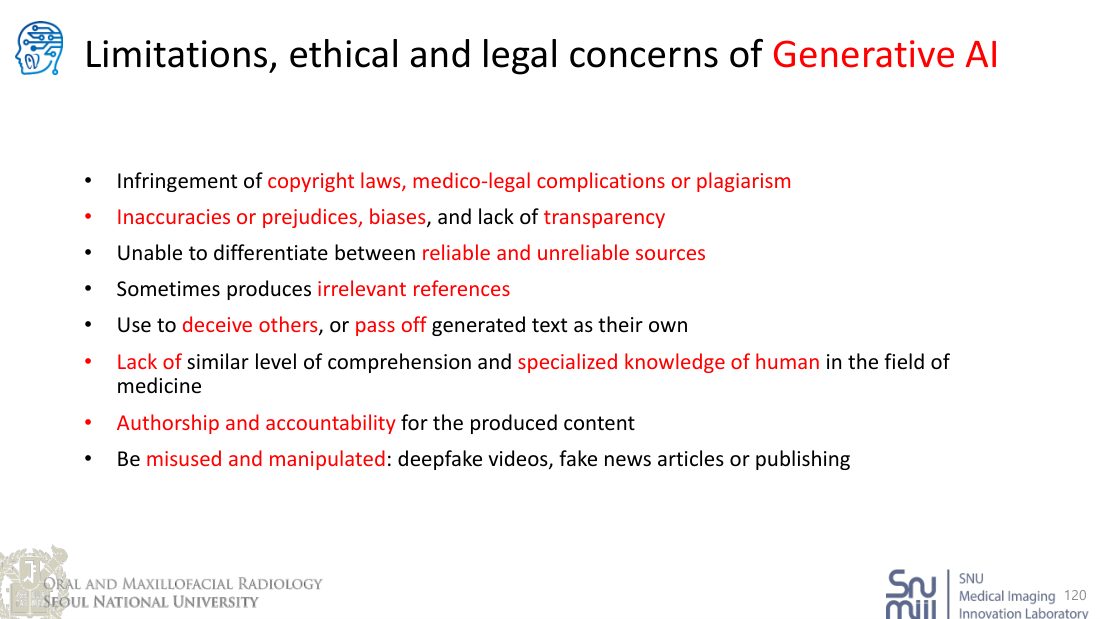 Limitations, ethical and legal concerns of Generative AI
• Infringement of copyright laws, medico-legal complications or plagiarism
• Inaccuracies or prejudices, biases, and lack of transparency
• Unable to differentiate between reliable and unreliable sources
• Sometimes produces irrelevant references
• Use to deceive others, or pass off generated text as their own
• Lack of similar level of comprehension and specialized knowledge of human in the field of
medicine
• Authorship and accountability for the produced content
• Be misused and manipulated: deepfake videos, fake news articles or publishing
ORAL AND MAXILLOFACIAL RADIOLOGY
SEOUL NATIONAL UNIVERSITY
SNU
mill
SNU
Medical Imaging
Innovation Laboratory
120